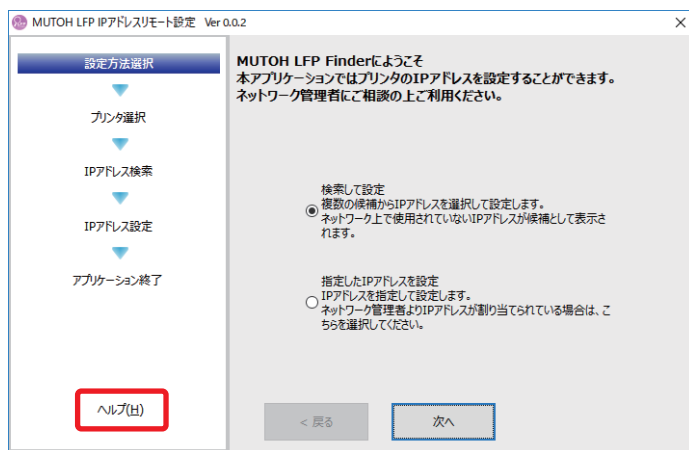 MUTOH LFP IPアドレスリモート設定 Ver 0.0.2
設定方法選択
プリンタ選択
IPアドレス検索
IPアドレス設定
アプリケーション終了
ヘルプ(H)
MUTOH LFP Finderにようこそ
本アプリケーションではプリンタのIPアドレスを設定することができます。
ネットワーク管理者にご相談の上ご利用ください。
検索して設定
複数の候補からIPアドレスを選択して設定します。
ネットワーク上で使用されていないIPアドレスが候補として表示さ
れます。
指定したIPアドレスを設定
IPアドレスを指定して設定します。
ネットワーク管理者よりIPアドレスが割り当てられている場合は、こ
ちらを選択してください。
< 戻る
次へ